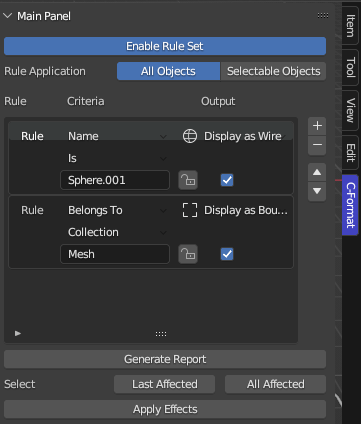 Main Panel
Enable Rule Set
Rule Application All Objects Selectable Objects
Rule Criteria Output
Rule Name Display as Wire
Is
Sphere.001
Rule Belongs To Display as Bou...
Collection
Mesh
Generate Report
Select Last Affected All Affected
Apply Effects
Item
Tool
View
Edit
C-Format